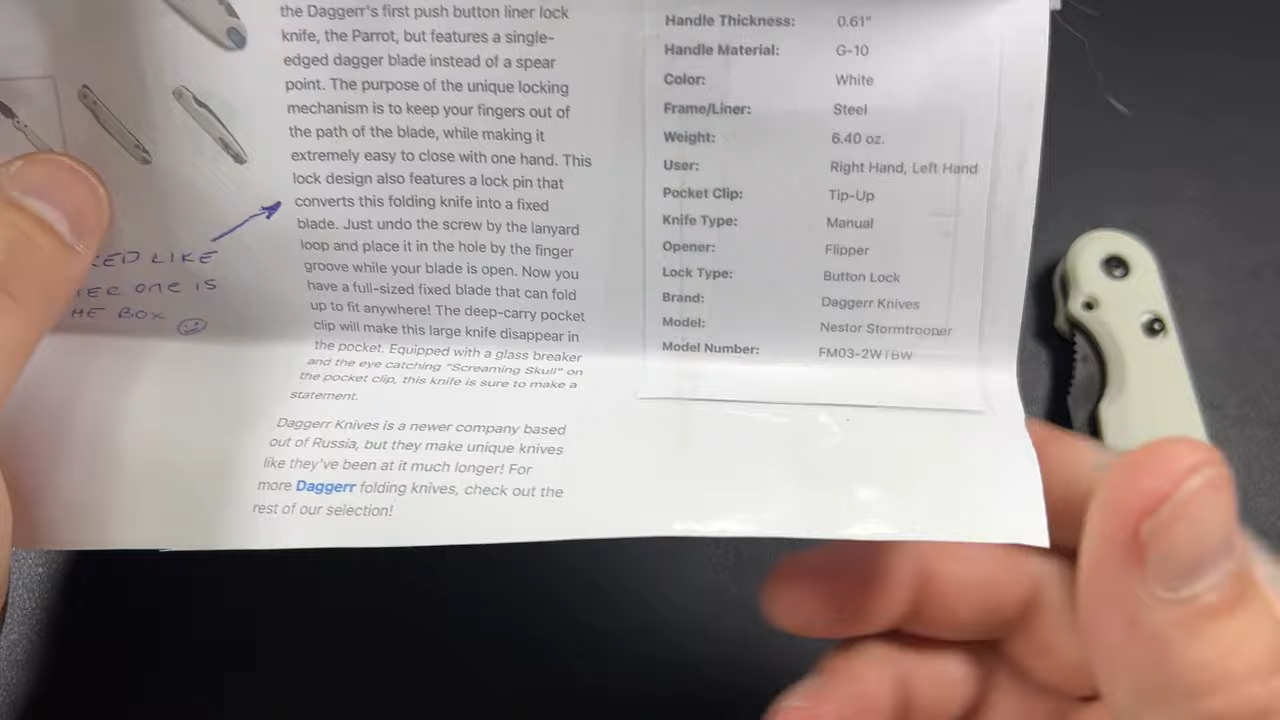 the Daggerr's first push button liner lock
knife, the Parrot, but features a single-
edged dagger blade instead of a spear
point. The purpose of the unique locking
mechanism is to keep your fingers out of
the path of the blade, while making it
extremely easy to close with one hand. This
lock design also features a lock pin that
converts this folding knife into a fixed
blade. Just undo the screw by the lanyard
loop and place it in the hole by the finger
groove while your blade is open. Now you
have a full-sized fixed blade that can fold
up to fit anywhere! The deep-carry pocket
clip will make this large knife disappear in
the pocket. Equipped with a glass breaker
and the eye catching "Screaming Skull" on
the pocket clip, this knife is sure to make a
statement.
Daggerr Knives is a newer company based
out of Russia, but they make unique knives
like they've been at it much longer! For
more Daggerr folding knives, check out the
rest of our selection!
LIKE
ONE IS
BOX
Handle Thickness: 0.61"
Handle Material: G-10
Color: White
Frame/Liner: Steel
Weight: 6.40 oz.
User: Right Hand, Left Hand
Pocket Clip: Tip-Up
Knife Type: Manual
Opener: Flipper
Lock Type: Button Lock
Brand: Daggerr Knives
Model: Nestor Stormtrooper
Model Number: FM03-2WTBW